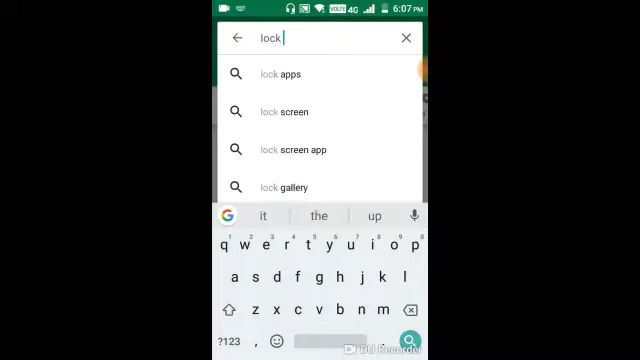 VOLTE 4G 6:07 PM
lock
lock apps
lock screen
lock screen app
lock gallery
G it the up
1 2 3 4 5 6 7 8 9 0
q w e r t y u i o p
a s d f g h j k l
z x c v b n m
?123 , .
DU Recorder